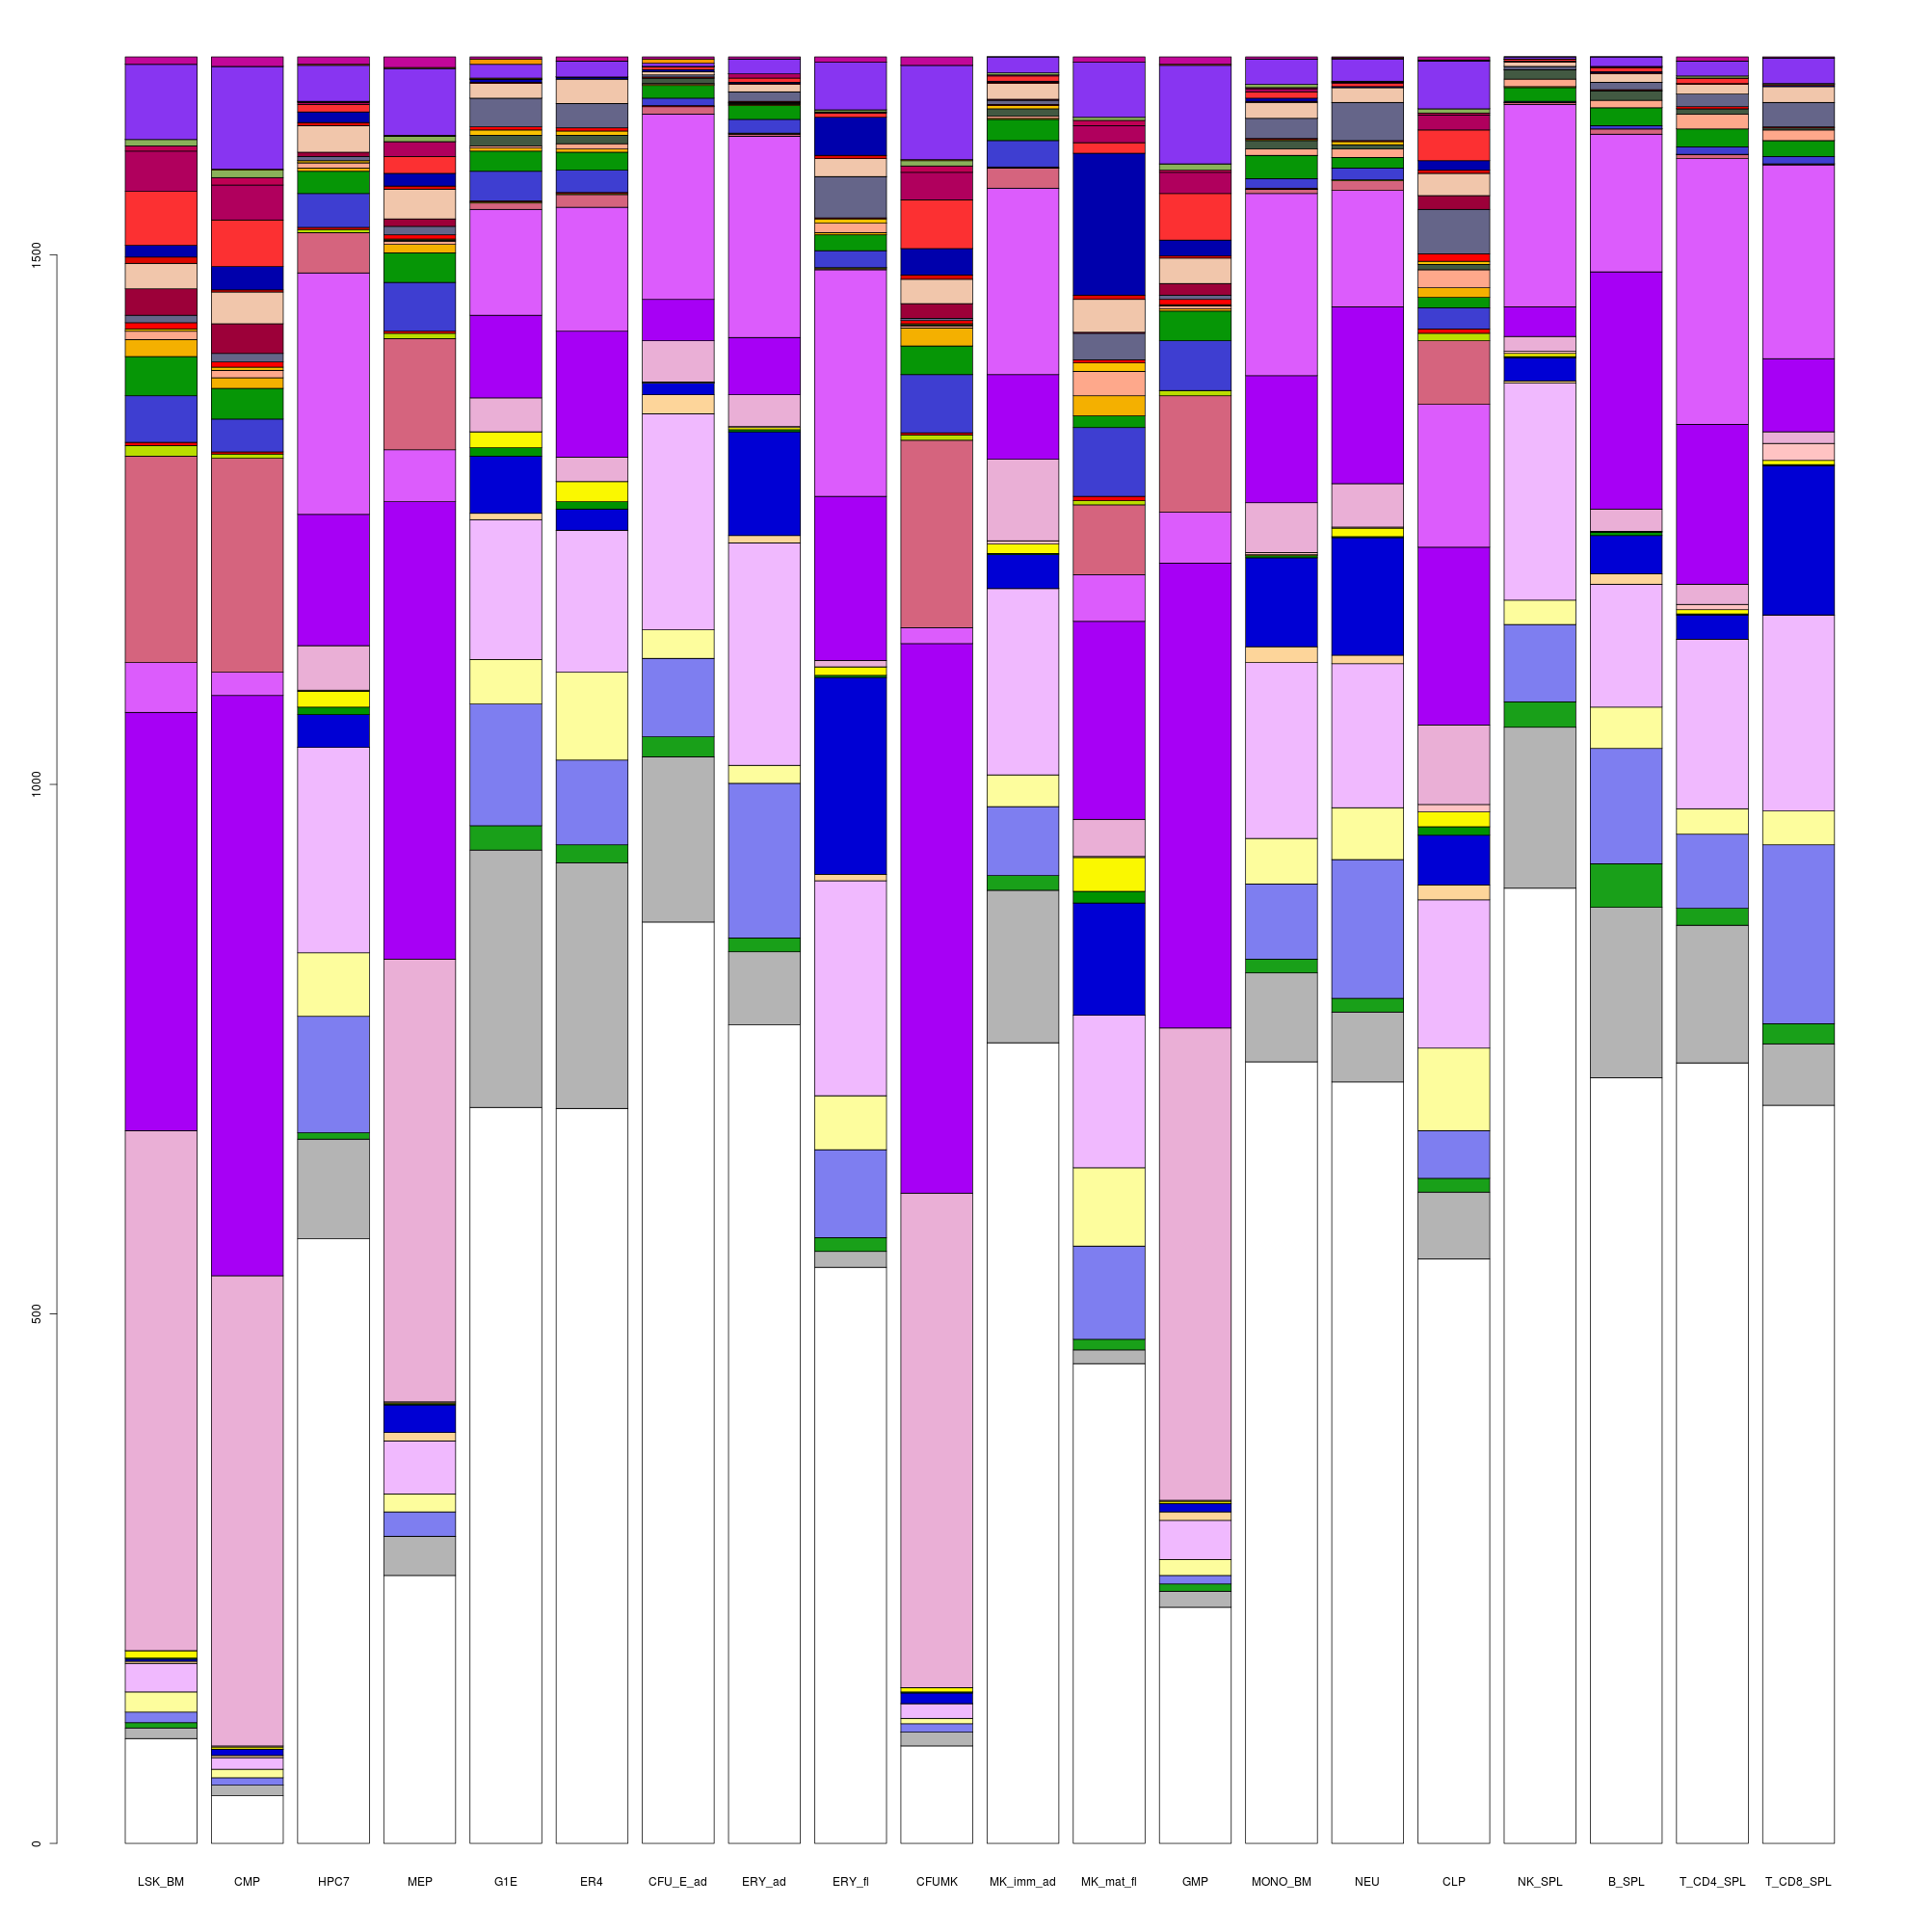 1500
1000
500
0
LSK_BM CMP HPC7 MEP G1E ER4 CFU_E_ad ERY_ad ERY_fl CFUMK MK_imm_ad MK_mat_fl GMP MONO_BM NEU CLP NK_SPL B_SPL T_CD4_SPL T_CD8_SPL